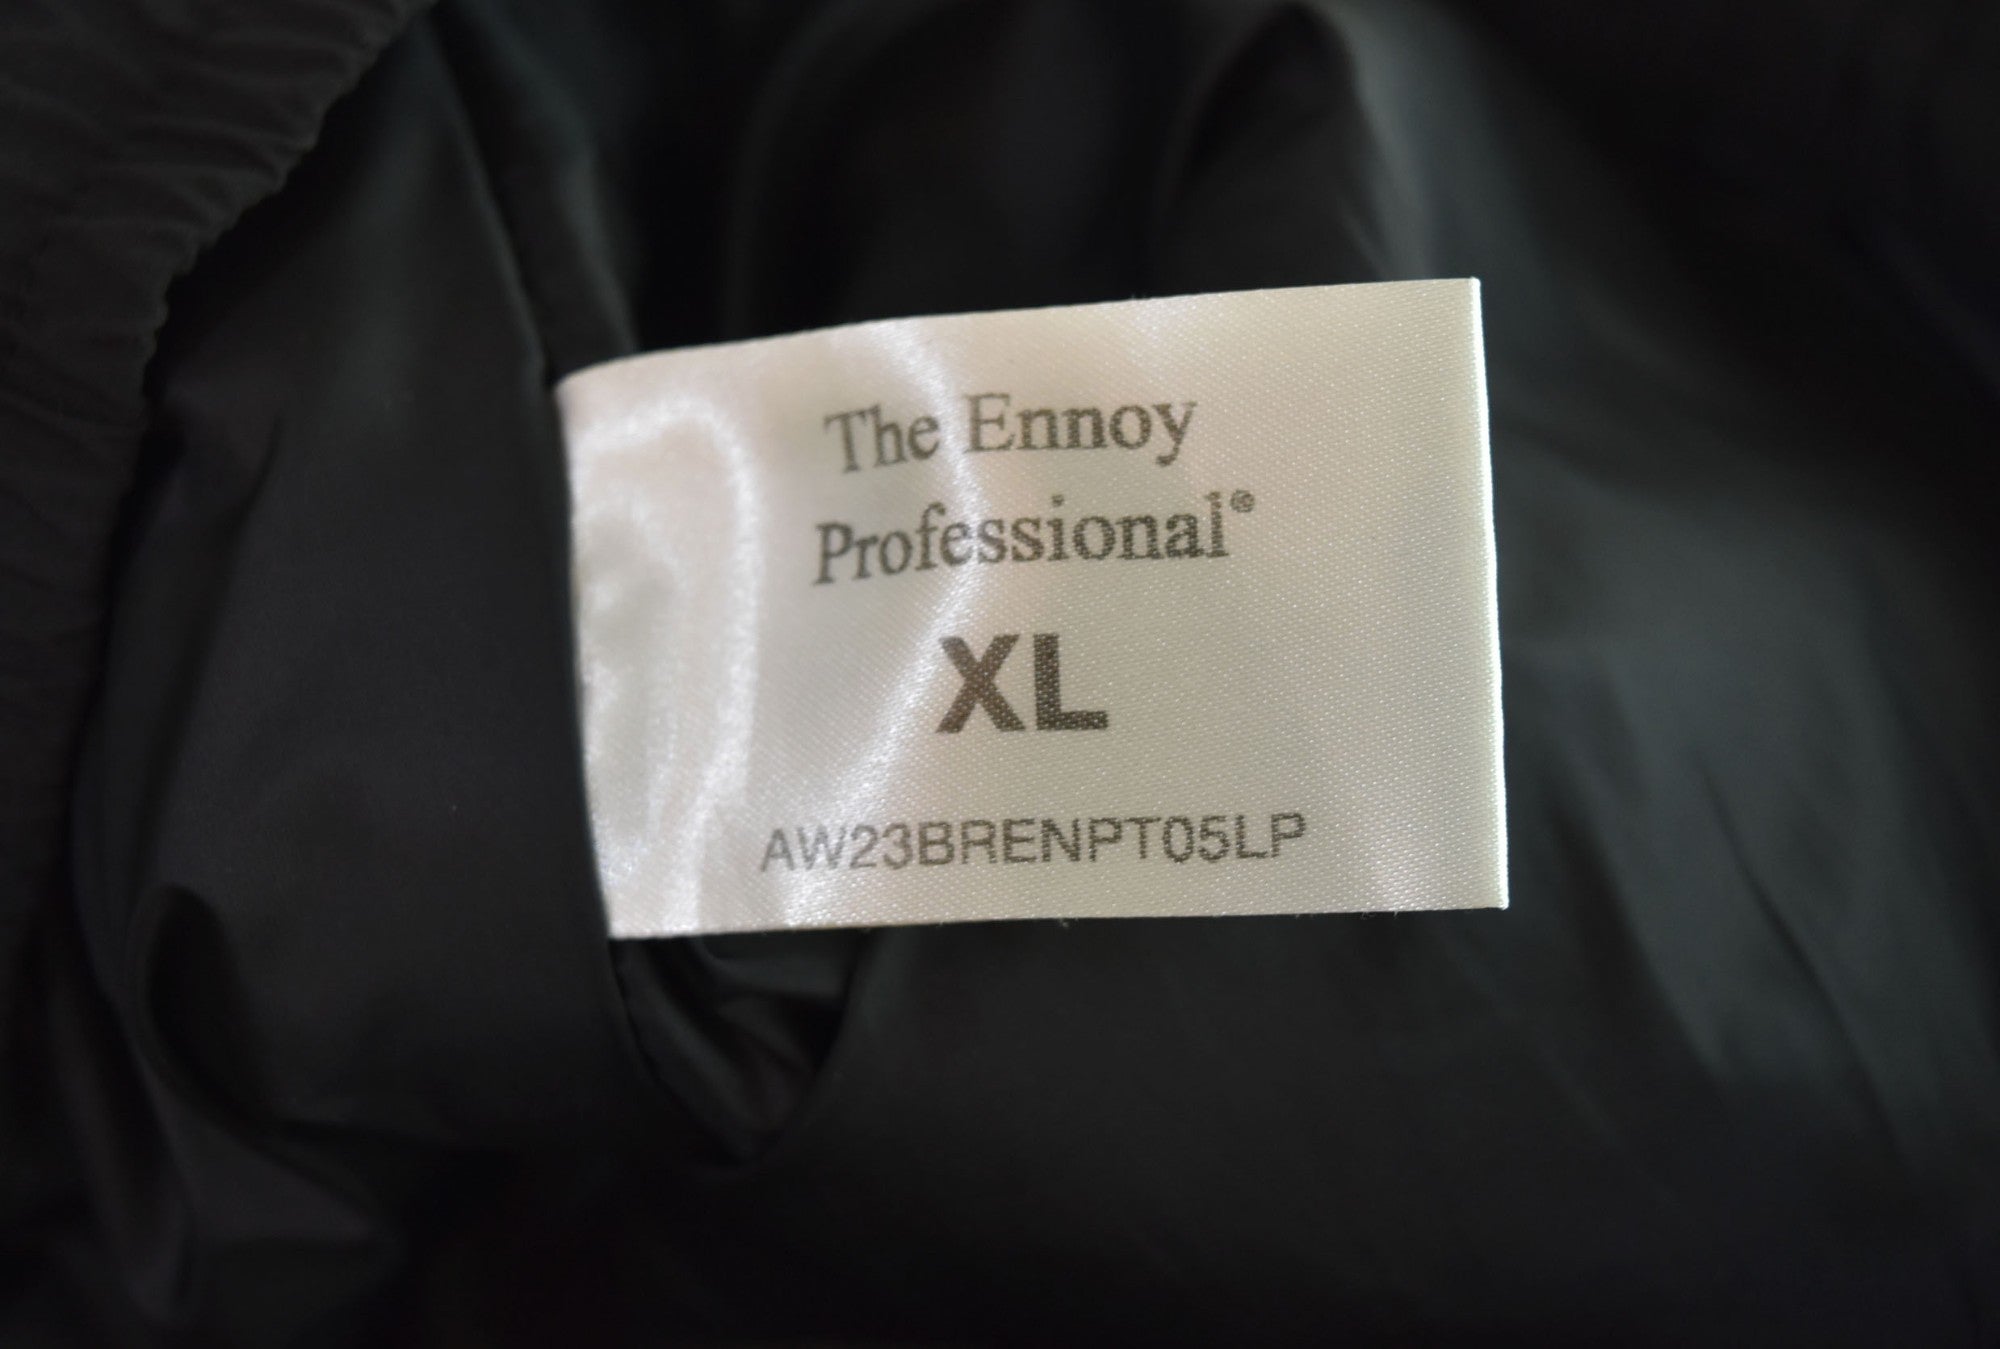 The Ennoy
Professional®
XL
AW23BRENPT05LP